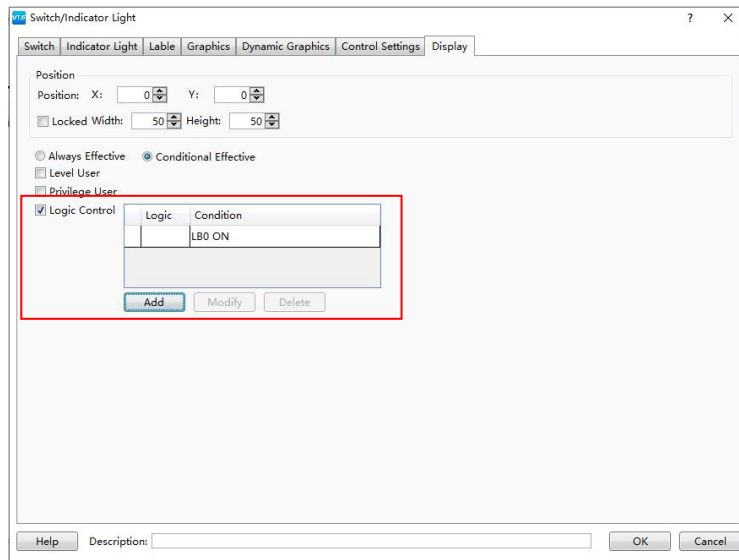 VTS Switch/Indicator Light ? ×
Switch Indicator Light Lable Graphics Dynamic Graphics Control Settings Display
Position
Position: X: 0 Y: 0
Locked Width: 50 Height: 50
Always Effective Conditional Effective
Level User
Privilege User
Logic Control Logic Condition
LB0 ON
Add Modify Delete
Help Description: OK Cancel